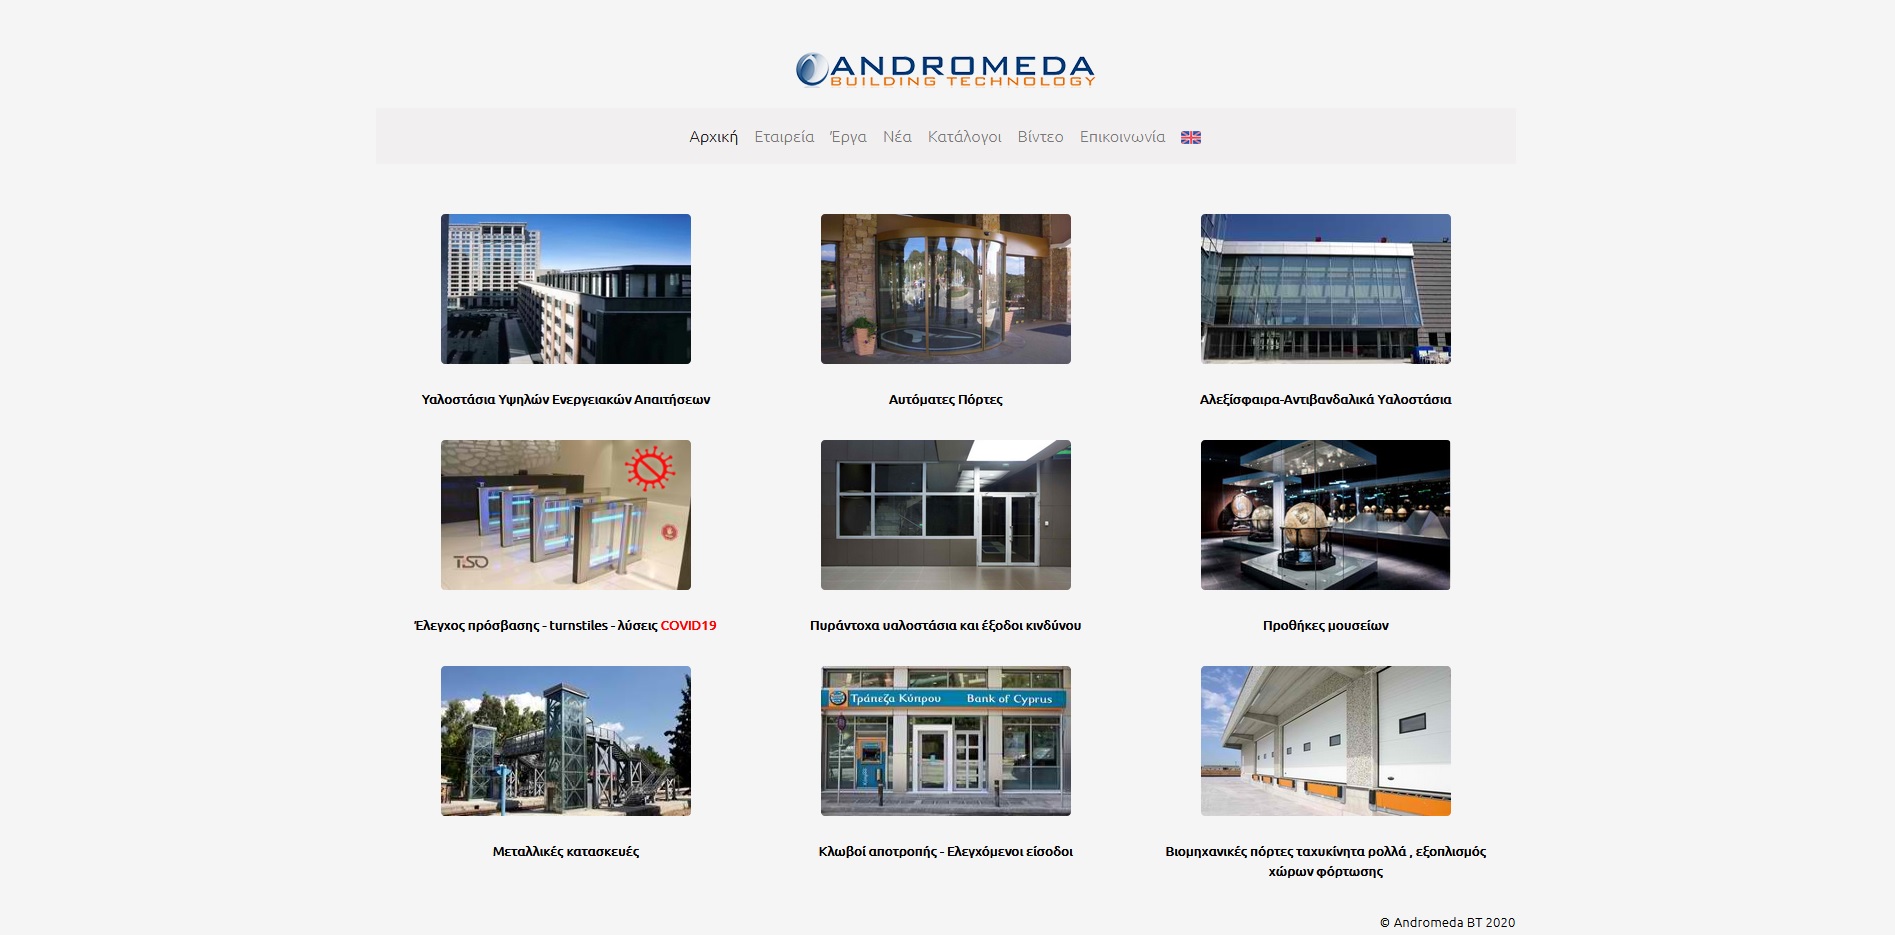 ANDROMEDA
BUILDING TECHNOLOGY
Αρχική Εταιρεία Έργα Νέα Κατάλογοι Βίντεο Επικοινωνία
Υαλοστάσια Υψηλών Ενεργειακών Απαιτήσεων
Αυτόματες Πόρτες
Αλεξίσφαιρα-Αντιβανδαλικά Υαλοστάσια
TiSO
Έλεγχος πρόσβασης - turnstiles - λύσεις COVID19
Πυράντοχα υαλοστάσια και έξοδοι κινδύνου
Προθήκες μουσείων
Τράπεζα Κύπρου Bank of Cyprus
Μεταλλικές κατασκευές
Κλωβοί αποτροπής - Ελεγχόμενοι είσοδοι
Βιομηχανικές πόρτες ταχυκίνητα ρολλά , εξοπλισμός
χώρων φόρτωσης
© Andromeda BT 2020